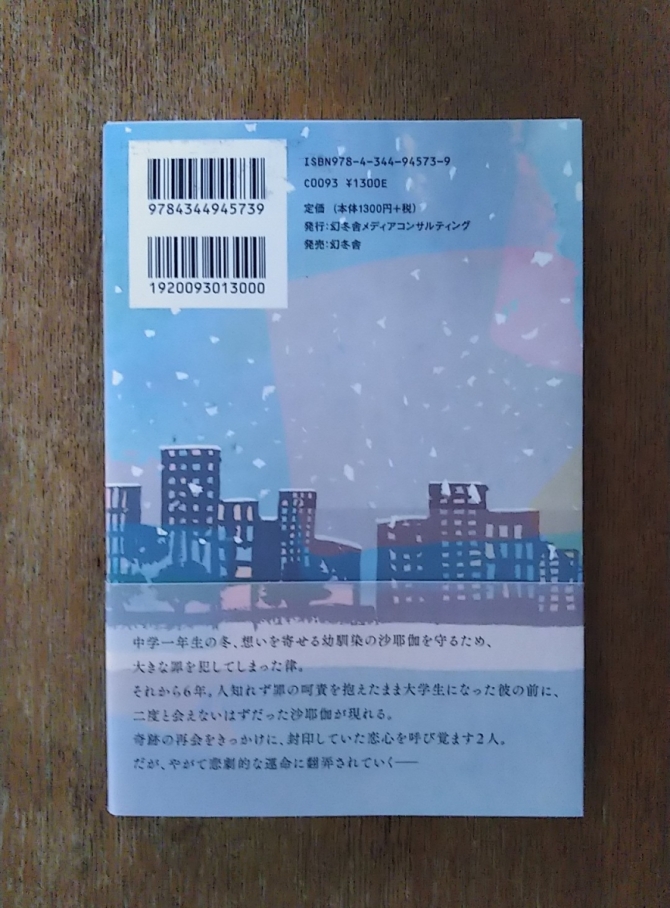 ISBN978-4-344-94573-9
C0093 ¥1300E
定価 (本体1300円+税)
発行:幻冬舎メディアコンサルティング
発売:幻冬舎
9784344945739
1920093013000
中学一年生の冬、想いを寄せる幼馴染の沙耶伽を守るため、
大きな罪を犯してしまった律。
それから6年。人知れず罪の呵責を抱えたまま大学生になった彼の前に、
二度と会えないはずだった沙耶伽が現れる。
奇跡の再会をきっかけに、封印していた恋心を呼び覚ます2人。
だが、やがて悲劇的な運命に翻弄されていく――